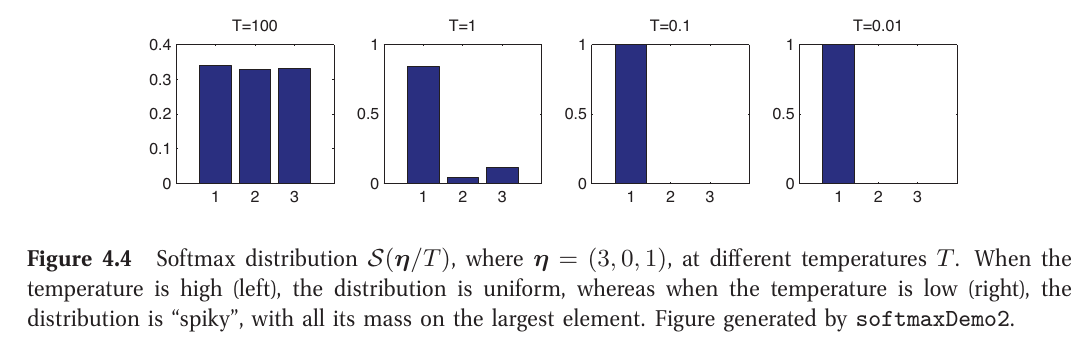 T=100
0.4
0.3
0.2
0.1
0
1 2 3
T=1
1
0.5
0
1 2 3
T=0.1
1
0.5
0
1 2 3
T=0.01
1
0.5
0
1 2 3
Figure 4.4 Softmax distribution 𝒮(𝜼/T), where 𝜼 = (3, 0, 1), at different temperatures T. When the
temperature is high (left), the distribution is uniform, whereas when the temperature is low (right), the
distribution is “spiky”, with all its mass on the largest element. Figure generated by softmaxDemo2.